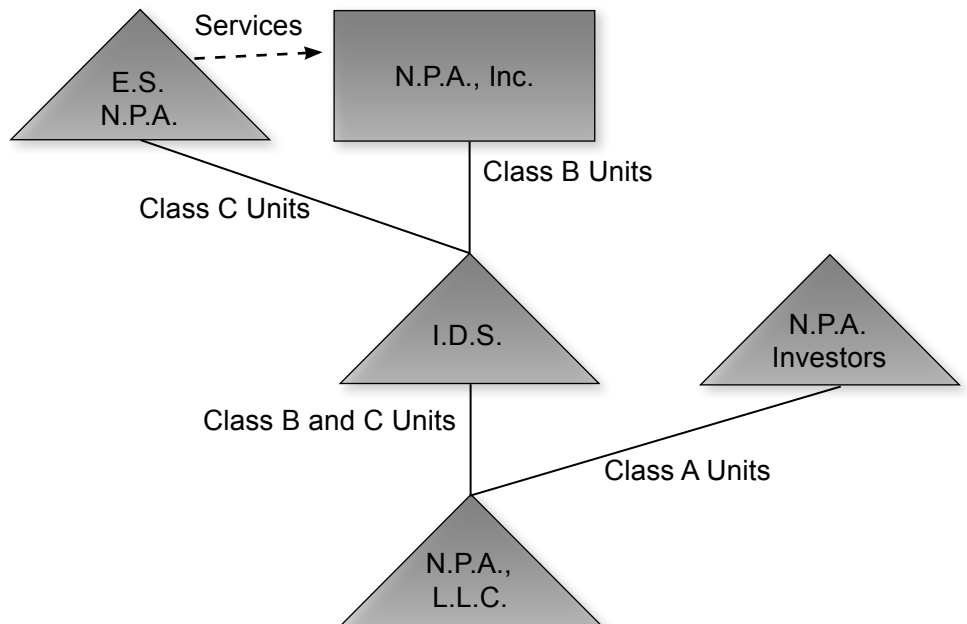 Services
E.S.
N.P.A.
N.P.A., Inc.
Class B Units
Class C Units
I.D.S.
N.P.A.
Investors
Class B and C Units
Class A Units
N.P.A.,
L.L.C.